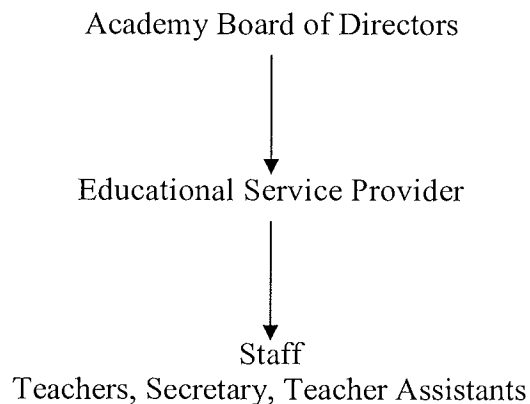 Academy Board of Directors
Educational Service Provider
Staff
Teachers, Secretary, Teacher Assistants